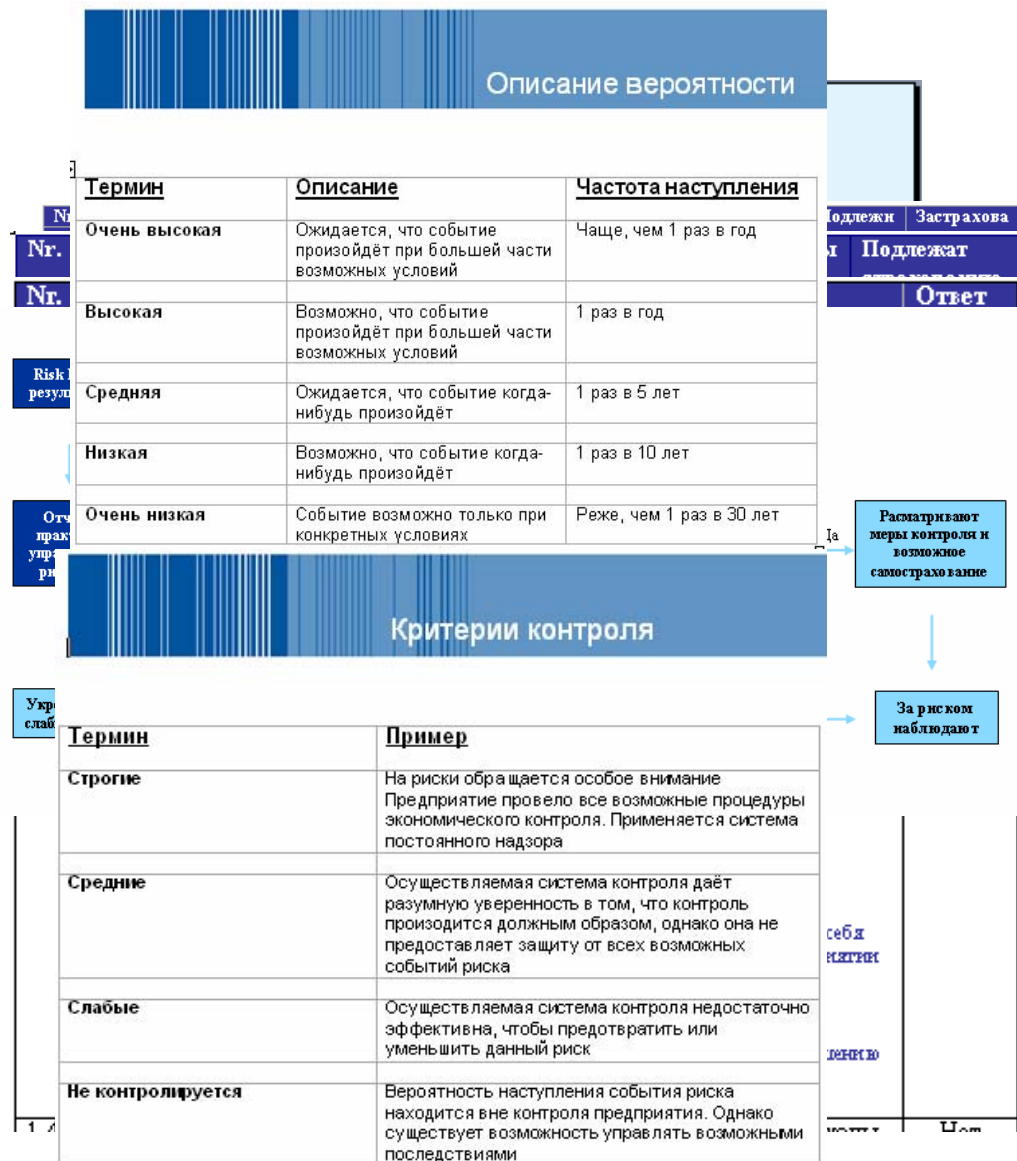 Описание вероятности
Термин Описание Частота наступления
Очень высокая Ожидается, что событие Чаще, чем 1 раз в год
произойдёт при большей части
возможных условий
Высокая Возможно, что событие 1 раз в год
произойдёт при большей части
возможных условий
Средняя Ожидается, что событие когда- 1 раз в 5 лет
нибудь произойдёт
Низкая Возможно, что событие когда- 1 раз в 10 лет
нибудь произойдёт
Очень низкая Событие возможно только при Реже, чем 1 раз в 30 лет
конкретных условиях
Застрахова
Nr. Подлежат
Nr. Ответ
Risk
Расматривают
меры контроля и
возможное
самострахование
За риском
наблюдают
Критерии контроля
Термин Пример
Строгие На риски обращается особое внимание
Предприятие провело все возможные процедуры
экономического контроля. Применяется система
постоянного надзора
Средние Осуществляемая система контроля даёт
разумную уверенность в том, что контроль
произодится должным образом, однако она не
предоставляет защиту от всех возможных
событий риска
Слабые Осуществляемая система контроля недостаточно
эффективна, чтобы предотвратить или
уменьшить данный риск
Не контролируется Вероятность наступления события риска
находится вне контроля предприятия. Однако
существует возможность управлять возможными
последствиями
себя
Нет